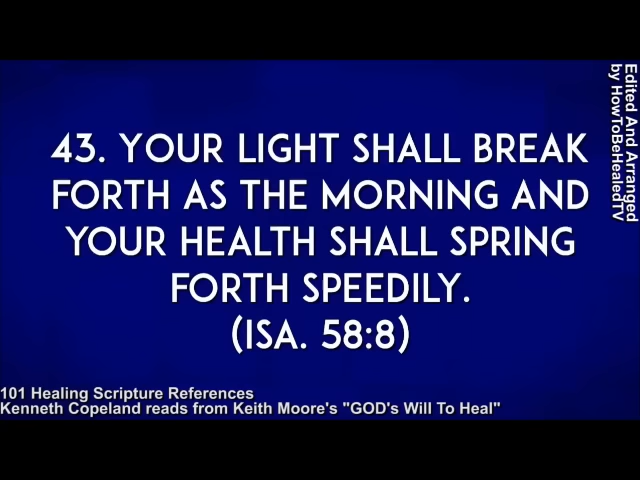 43. YOUR LIGHT SHALL BREAK
FORTH AS THE MORNING AND
YOUR HEALTH SHALL SPRING
FORTH SPEEDILY.
(ISA. 58:8)
Edited And Arranged
by HowToBeHealedTV
101 Healing Scripture References
Kenneth Copeland reads from Keith Moore's "GOD's Will To Heal"